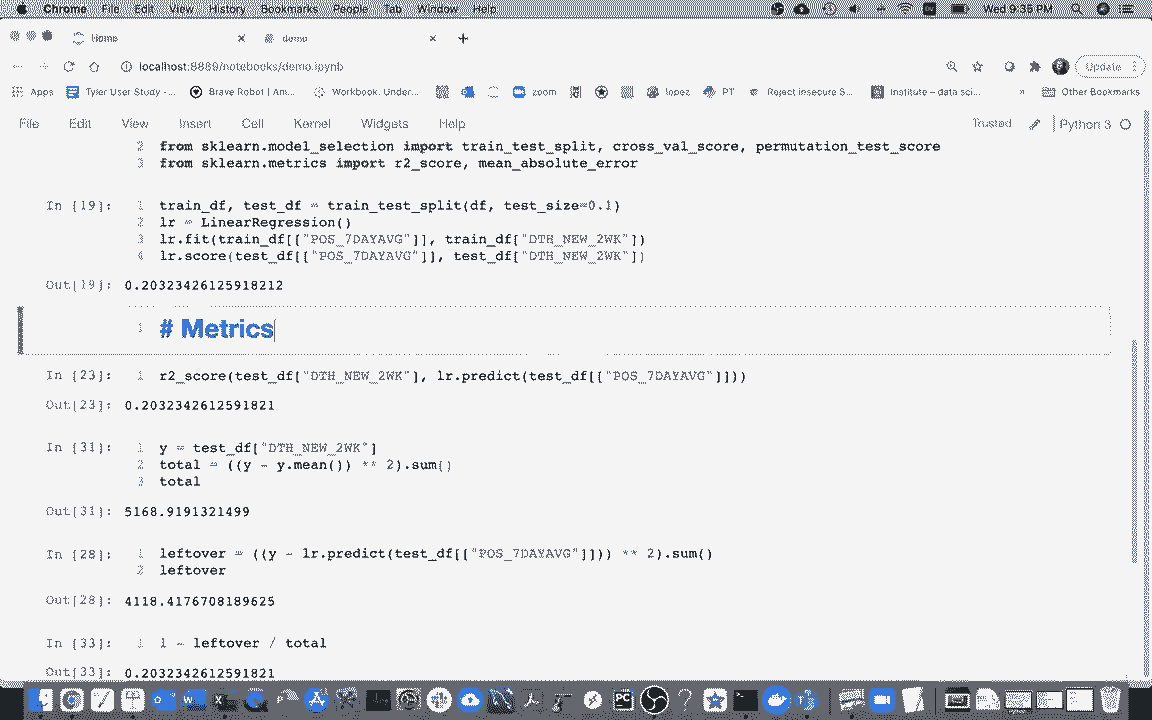 Chrome File Edit View History Bookmarks People Tab Window Help Wed 9:35 PM
Home demo
localhost:8889/notebooks/demo.ipynb Update
Apps Tyler User Study -... Brave Robot | Am... Workbook. Under... zoom lopez PT Reject Insecure S... Institute – data sci... » Other Bookmarks
File Edit View Insert Cell Kernel Widgets Help Trusted Python 3
2 from sklearn.model_selection import train_test_split, cross_val_score, permutation_test_score
3 from sklearn.metrics import r2_score, mean_absolute_error
In [19]: 1 train_df, test_df = train_test_split(df, test_size=0.1)
2 lr = LinearRegression()
3 lr.fit(train_df[["POS_7DAYAVG"]], train_df["DTH_NEW_2WK"])
4 lr.score(test_df[["POS_7DAYAVG"]], test_df["DTH_NEW_2WK"])
Out[19]: 0.20323426125918212
1 # Metrics
In [23]: 1 r2_score(test_df["DTH_NEW_2WK"], lr.predict(test_df[["POS_7DAYAVG"]]))
Out[23]: 0.2032342612591821
In [31]: 1 y = test_df["DTH_NEW_2WK"]
2 total = ((y - y.mean()) ** 2).sum()
3 total
Out[31]: 5168.9191321499
In [28]: 1 leftover = ((y - lr.predict(test_df[["POS_7DAYAVG"]])) ** 2).sum()
2 leftover
Out[28]: 4118.4176708189625
In [33]: 1 1 - leftover / total
Out[33]: 0.2032342612591821
PC